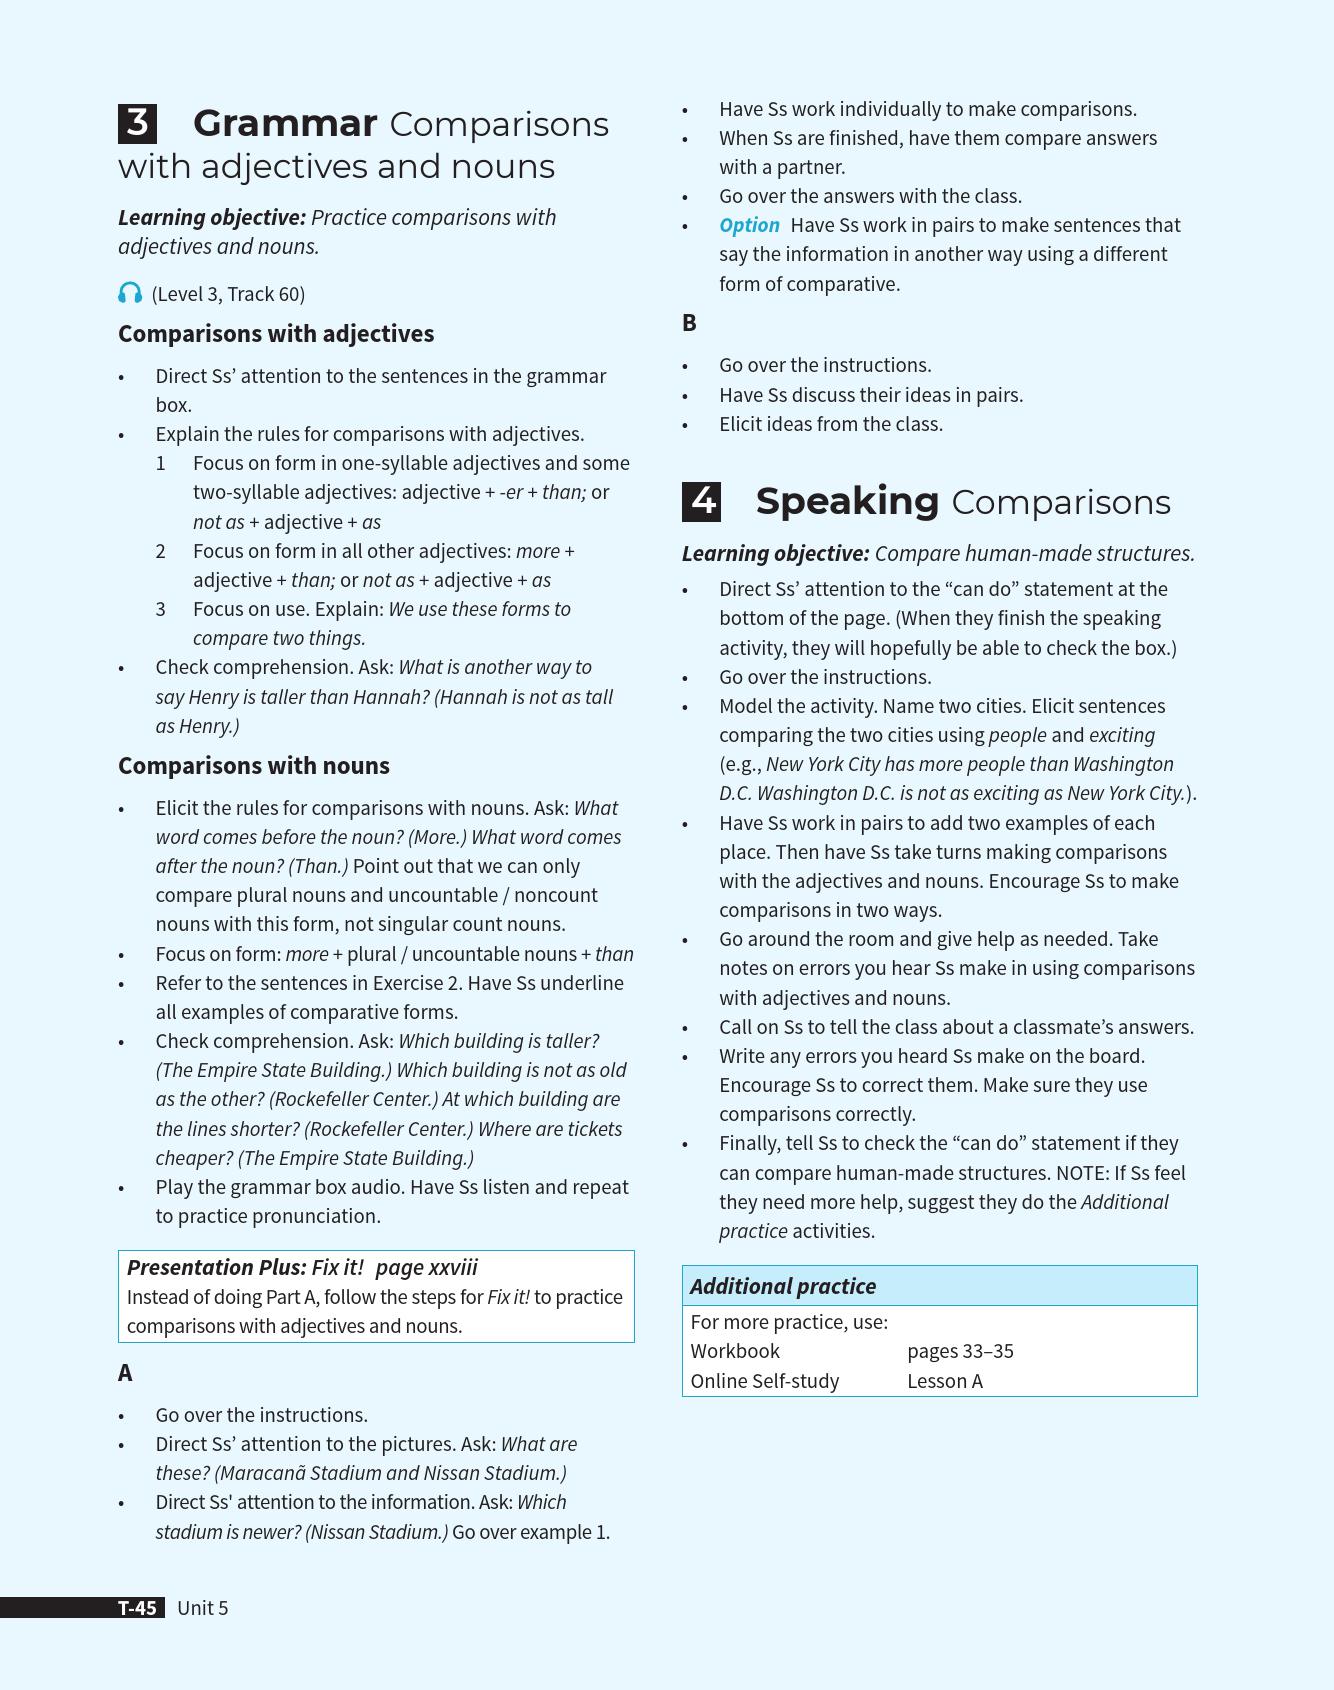 3 Grammar Comparisons
with adjectives and nouns
Learning objective: Practice comparisons with
adjectives and nouns.
(Level 3, Track 60)
Comparisons with adjectives
• Direct Ss’ attention to the sentences in the grammar
box.
• Explain the rules for comparisons with adjectives.
1 Focus on form in one-syllable adjectives and some
two-syllable adjectives: adjective + -er + than; or
not as + adjective + as
2 Focus on form in all other adjectives: more +
adjective + than; or not as + adjective + as
3 Focus on use. Explain: We use these forms to
compare two things.
• Check comprehension. Ask: What is another way to
say Henry is taller than Hannah? (Hannah is not as tall
as Henry.)
Comparisons with nouns
• Elicit the rules for comparisons with nouns. Ask: What
word comes before the noun? (More.) What word comes
after the noun? (Than.) Point out that we can only
compare plural nouns and uncountable / noncount
nouns with this form, not singular count nouns.
• Focus on form: more + plural / uncountable nouns + than
• Refer to the sentences in Exercise 2. Have Ss underline
all examples of comparative forms.
• Check comprehension. Ask: Which building is taller?
(The Empire State Building.) Which building is not as old
as the other? (Rockefeller Center.) At which building are
the lines shorter? (Rockefeller Center.) Where are tickets
cheaper? (The Empire State Building.)
• Play the grammar box audio. Have Ss listen and repeat
to practice pronunciation.
Presentation Plus: Fix it! page xxviii
Instead of doing Part A, follow the steps for Fix it! to practice
comparisons with adjectives and nouns.
A
• Go over the instructions.
• Direct Ss’ attention to the pictures. Ask: What are
these? (Maracanã Stadium and Nissan Stadium.)
• Direct Ss' attention to the information. Ask: Which
stadium is newer? (Nissan Stadium.) Go over example 1.
• Have Ss work individually to make comparisons.
• When Ss are finished, have them compare answers
with a partner.
• Go over the answers with the class.
• Option Have Ss work in pairs to make sentences that
say the information in another way using a different
form of comparative.
B
• Go over the instructions.
• Have Ss discuss their ideas in pairs.
• Elicit ideas from the class.
4 Speaking Comparisons
Learning objective: Compare human-made structures.
• Direct Ss’ attention to the “can do” statement at the
bottom of the page. (When they finish the speaking
activity, they will hopefully be able to check the box.)
• Go over the instructions.
• Model the activity. Name two cities. Elicit sentences
comparing the two cities using people and exciting
(e.g., New York City has more people than Washington
D.C. Washington D.C. is not as exciting as New York City.).
• Have Ss work in pairs to add two examples of each
place. Then have Ss take turns making comparisons
with the adjectives and nouns. Encourage Ss to make
comparisons in two ways.
• Go around the room and give help as needed. Take
notes on errors you hear Ss make in using comparisons
with adjectives and nouns.
• Call on Ss to tell the class about a classmate’s answers.
• Write any errors you heard Ss make on the board.
Encourage Ss to correct them. Make sure they use
comparisons correctly.
• Finally, tell Ss to check the “can do” statement if they
can compare human-made structures. NOTE: If Ss feel
they need more help, suggest they do the Additional
practice activities.
Additional practice
For more practice, use:
Workbook pages 33–35
Online Self-study Lesson A
T-45 Unit 5